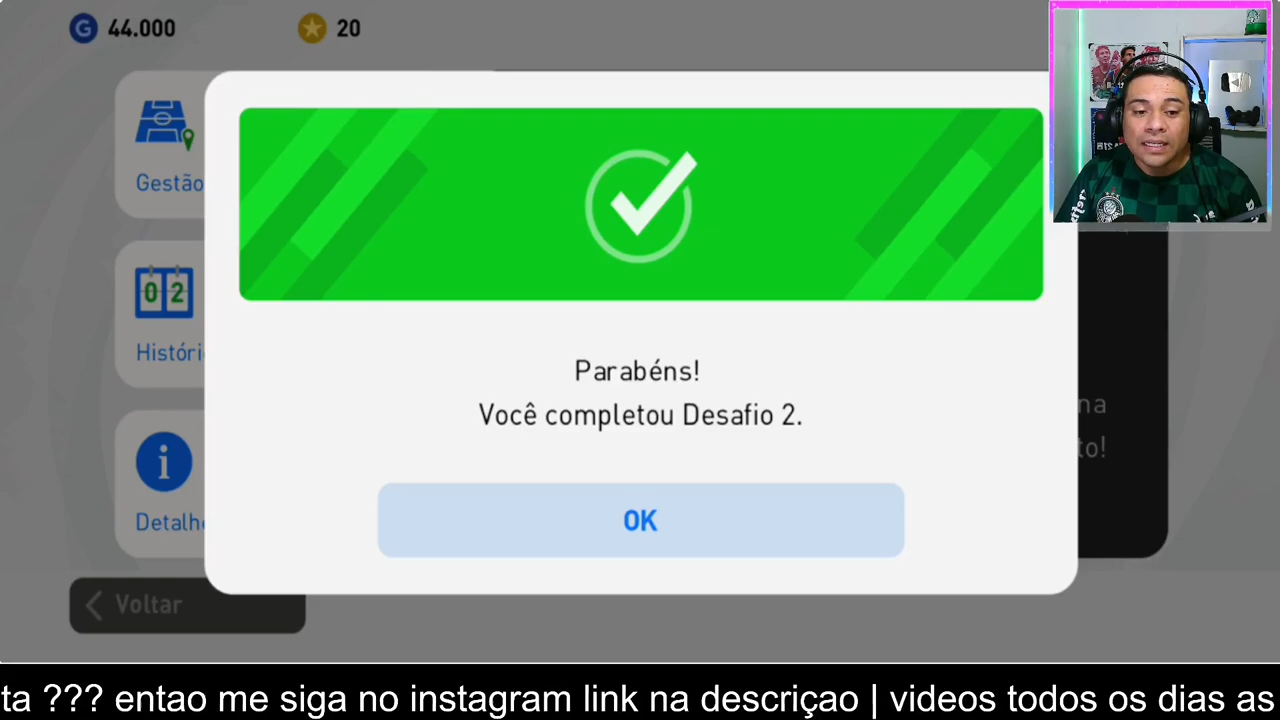 G 44.000 20
Gestão
02
Históri
Detalhe
Parabéns!
Você completou Desafio 2.
na
to!
OK
Voltar
ta ??? entao me siga no instagram link na descriçao | videos todos os dias as